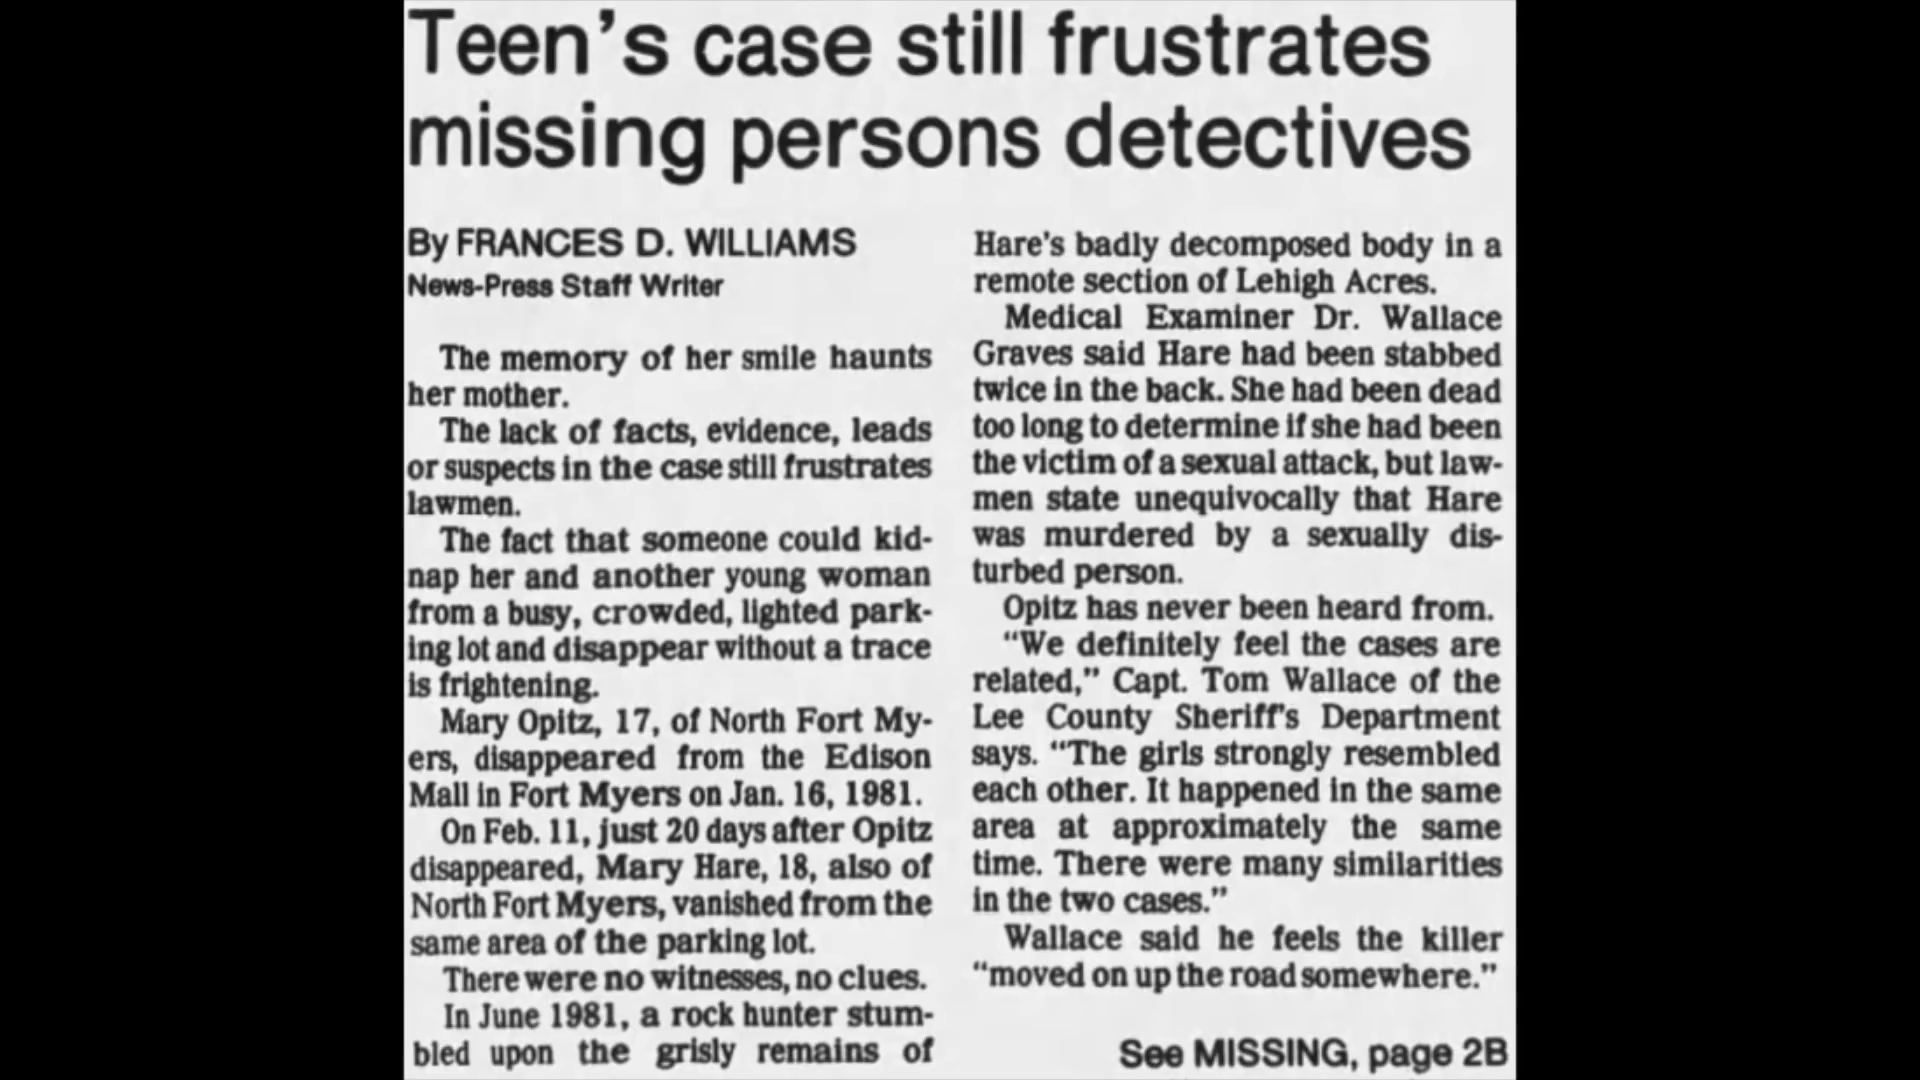 Teen's case still frustrates
missing persons detectives
By FRANCES D. WILLIAMS
News-Press Staff Writer
The memory of her smile haunts
her mother.
The lack of facts, evidence, leads
or suspects in the case still frustrates
lawmen.
The fact that someone could kid-
nap her and another young woman
from a busy, crowded, lighted park-
ing lot and disappear without a trace
is frightening.
Mary Opitz, 17, of North Fort My-
ers, disappeared from the Edison
Mall in Fort Myers on Jan. 16, 1981.
On Feb. 11, just 20 days after Opitz
disappeared, Mary Hare, 18, also of
North Fort Myers, vanished from the
same area of the parking lot.
There were no witnesses, no clues.
In June 1981, a rock hunter stum-
bled upon the grisly remains of
Hare's badly decomposed body in a
remote section of Lehigh Acres.
Medical Examiner Dr. Wallace
Graves said Hare had been stabbed
twice in the back. She had been dead
too long to determine if she had been
the victim of a sexual attack, but law-
men state unequivocally that Hare
was murdered by a sexually dis-
turbed person.
Opitz has never been heard from.
"We definitely feel the cases are
related," Capt. Tom Wallace of the
Lee County Sheriff's Department
says. "The girls strongly resembled
each other. It happened in the same
area at approximately the same
time. There were many similarities
in the two cases."
Wallace said he feels the killer
"moved on up the road somewhere."
See MISSING, page 2B